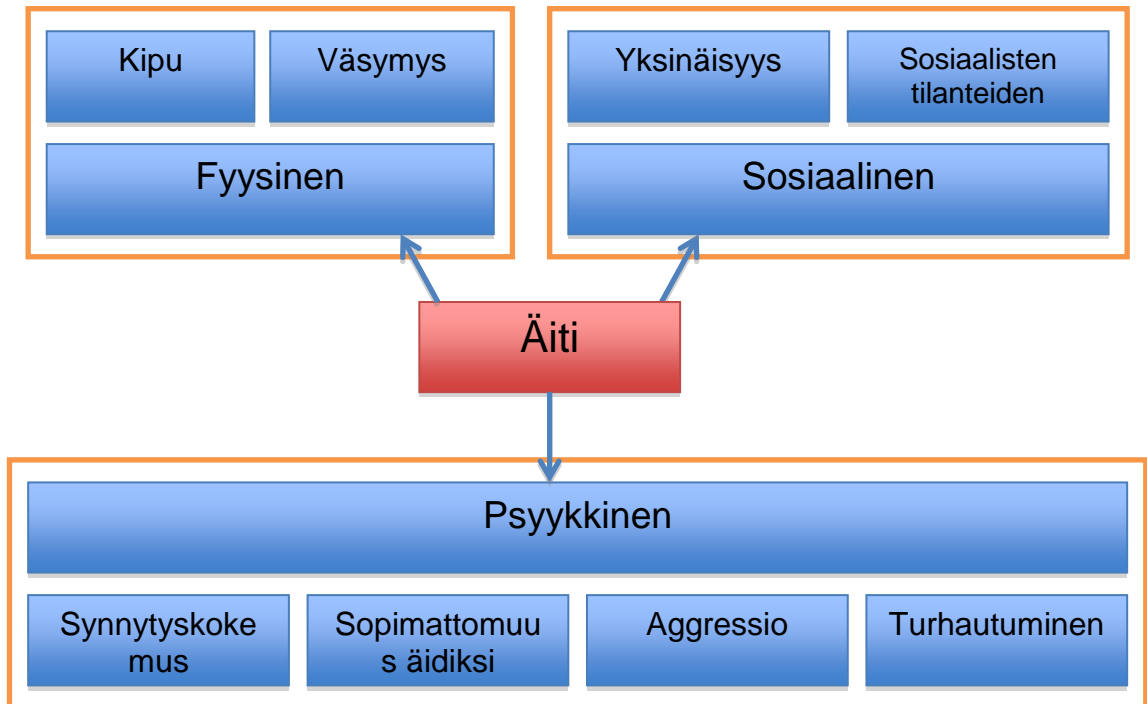 Kipu
Väsymys
Fyysinen
Yksinäisyys
Sosiaalisten
tilanteiden
Sosiaalinen
Äiti
Psyykkinen
Synnytyskoke
mus
Sopimattomuu
s äidiksi
Aggressio
Turhautuminen